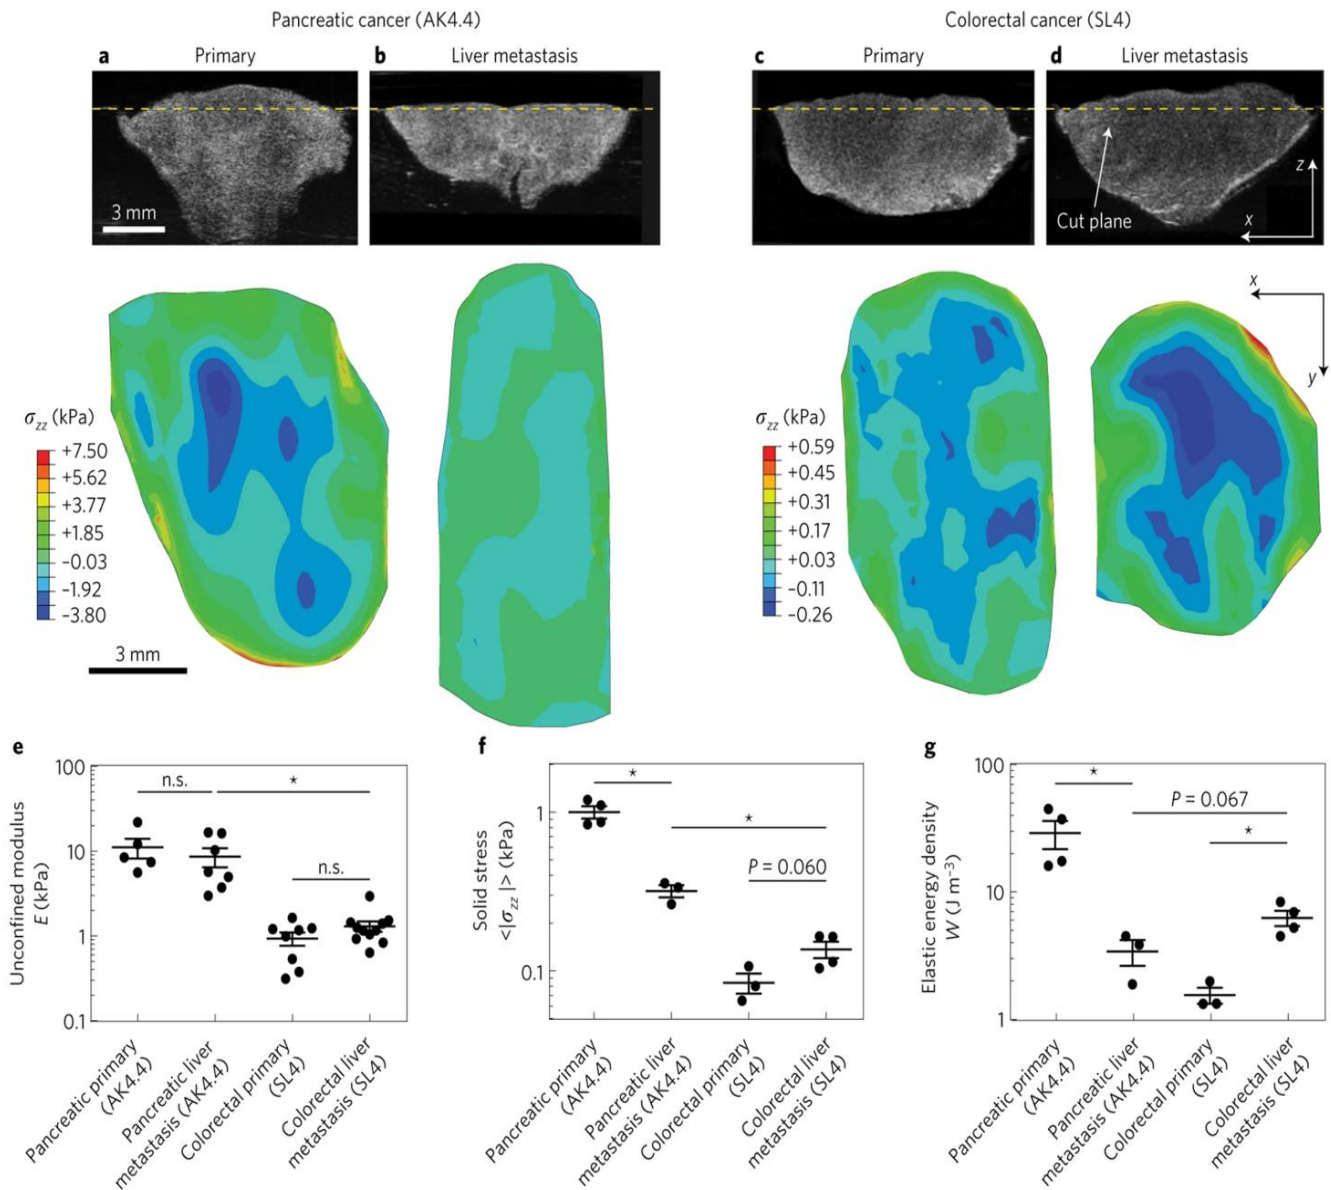 Pancreatic cancer (AK4.4)
Colorectal cancer (SL4)
a
Primary
b
Liver metastasis
c
Primary
d
Liver metastasis
3 mm
Cut plane
z
x
x
y
σzz (kPa)
+7.50
+5.62
+3.77
+1.85
−0.03
−1.92
−3.80
3 mm
σzz (kPa)
+0.59
+0.45
+0.31
+0.17
+0.03
−0.11
−0.26
e
Unconfined modulus
E (kPa)
100
10
1
0.1
n.s.
*
n.s.
Pancreatic primary
(AK4.4)
Pancreatic liver
metastasis (AK4.4)
Colorectal primary
(SL4)
Colorectal liver
metastasis (SL4)
f
Solid stress
<|σzz|> (kPa)
1
0.1
*
*
P = 0.060
Pancreatic primary
(AK4.4)
Pancreatic liver
metastasis (AK4.4)
Colorectal primary
(SL4)
Colorectal liver
metastasis (SL4)
g
Elastic energy density
W (J m⁻³)
100
10
1
*
P = 0.067
*
Pancreatic primary
(AK4.4)
Pancreatic liver
metastasis (AK4.4)
Colorectal primary
(SL4)
Colorectal liver
metastasis (SL4)